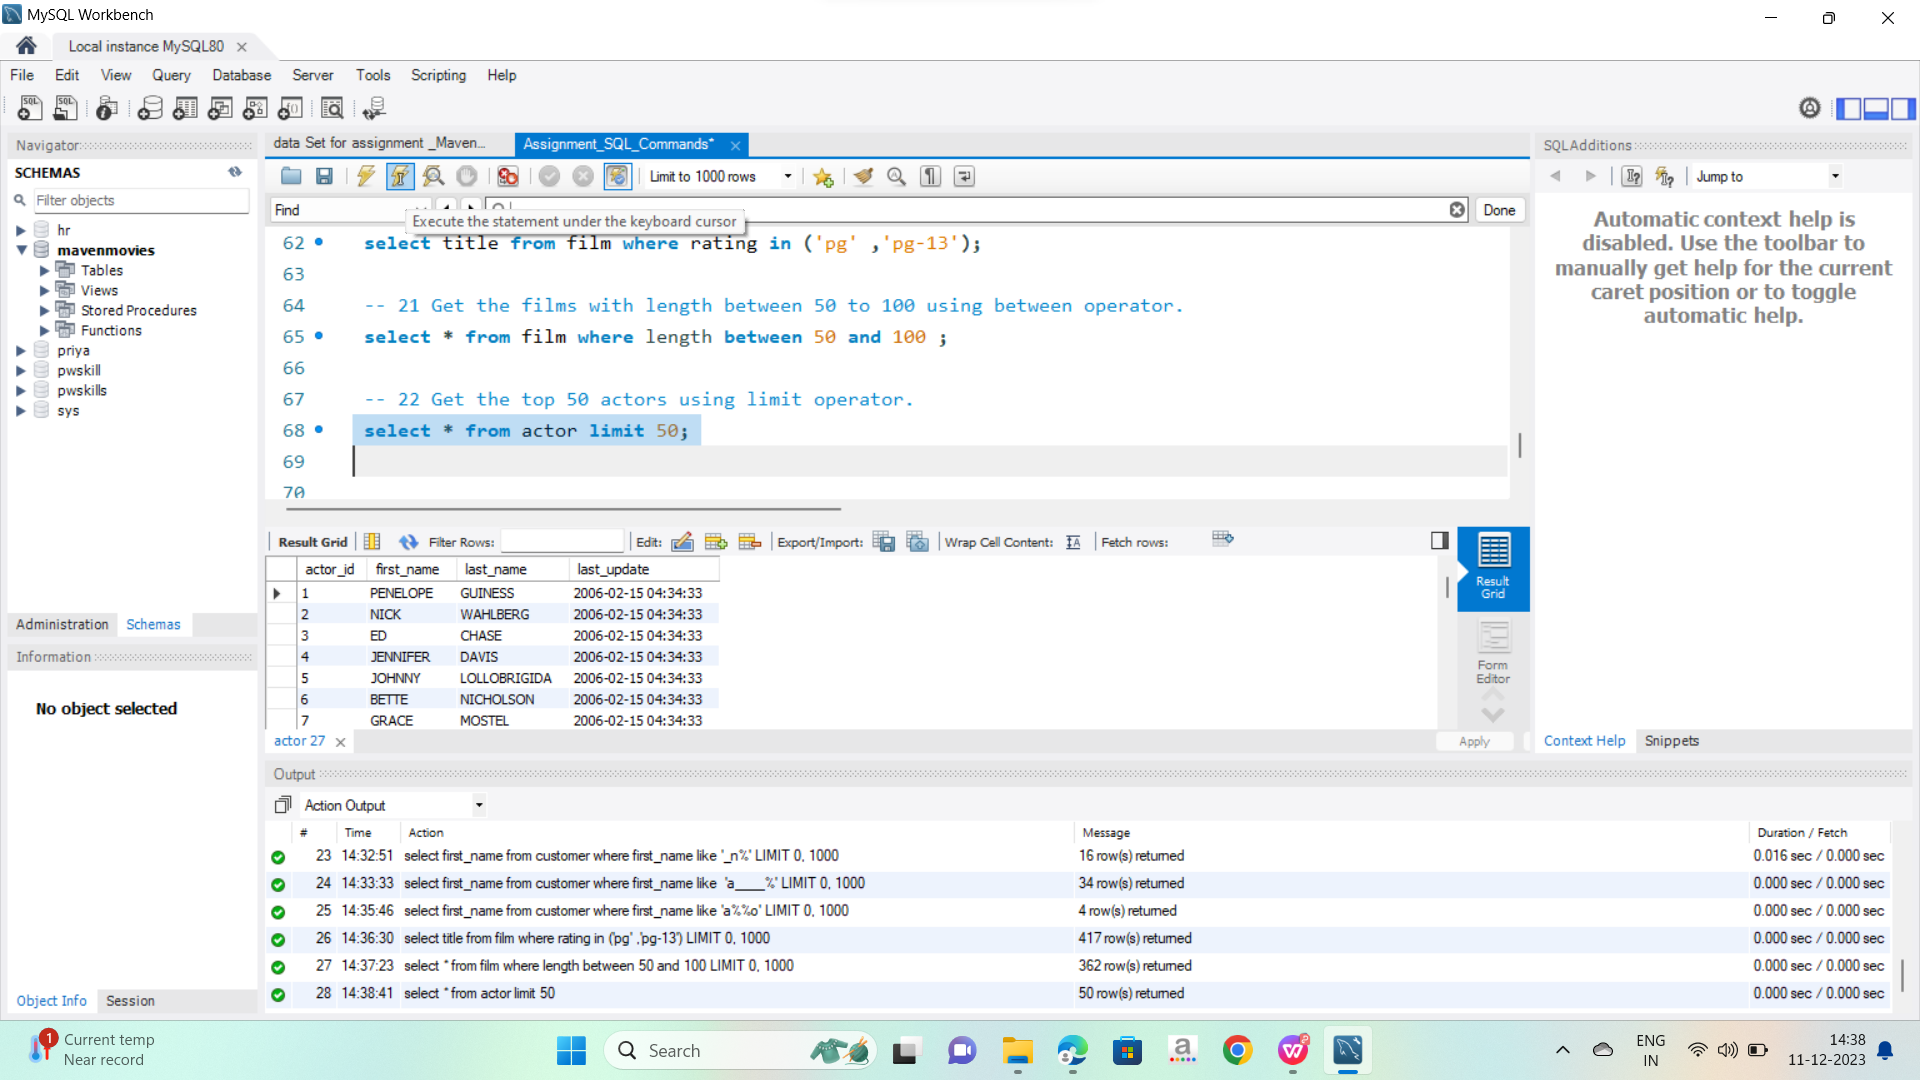 MySQL Workbench
Local instance MySQL80
File Edit View Query Database Server Tools Scripting Help
Navigator
SCHEMAS
Filter objects
hr
mavenmovies
Tables
Views
Stored Procedures
Functions
priya
pwskill
pwskills
sys
Administration Schemas
Information
No object selected
Object Info Session
data Set for assignment _Maven... Assignment_SQL_Commands*
Limit to 1000 rows
Find
Done
Execute the statement under the keyboard cursor
62 select title from film where rating in ('pg' ,'pg-13');
63
64 -- 21 Get the films with length between 50 to 100 using between operator.
65 select * from film where length between 50 and 100 ;
66
67 -- 22 Get the top 50 actors using limit operator.
68 select * from actor limit 50;
69
70
Result Grid Filter Rows: Edit: Export/Import: Wrap Cell Content: Fetch rows:
actor_id first_name last_name last_update
1 PENELOPE GUINESS 2006-02-15 04:34:33
2 NICK WAHLBERG 2006-02-15 04:34:33
3 ED CHASE 2006-02-15 04:34:33
4 JENNIFER DAVIS 2006-02-15 04:34:33
5 JOHNNY LOLLOBRIGIDA 2006-02-15 04:34:33
6 BETTE NICHOLSON 2006-02-15 04:34:33
7 GRACE MOSTEL 2006-02-15 04:34:33
Result
Grid
Form
Editor
actor 27
Apply
SQLAdditions
Jump to
Automatic context help is
disabled. Use the toolbar to
manually get help for the current
caret position or to toggle
automatic help.
Context Help Snippets
Output
Action Output
# Time Action Message Duration / Fetch
23 14:32:51 select first_name from customer where first_name like '_n%' LIMIT 0, 1000 16 row(s) returned 0.016 sec / 0.000 sec
24 14:33:33 select first_name from customer where first_name like 'a____%' LIMIT 0, 1000 34 row(s) returned 0.000 sec / 0.000 sec
25 14:35:46 select first_name from customer where first_name like 'a%%o' LIMIT 0, 1000 4 row(s) returned 0.000 sec / 0.000 sec
26 14:36:30 select title from film where rating in ('pg' ,'pg-13') LIMIT 0, 1000 417 row(s) returned 0.000 sec / 0.000 sec
27 14:37:23 select * from film where length between 50 and 100 LIMIT 0, 1000 362 row(s) returned 0.000 sec / 0.000 sec
28 14:38:41 select * from actor limit 50 50 row(s) returned 0.000 sec / 0.000 sec
1
Current temp
Near record
Search
ENG
IN
14:38
11-12-2023